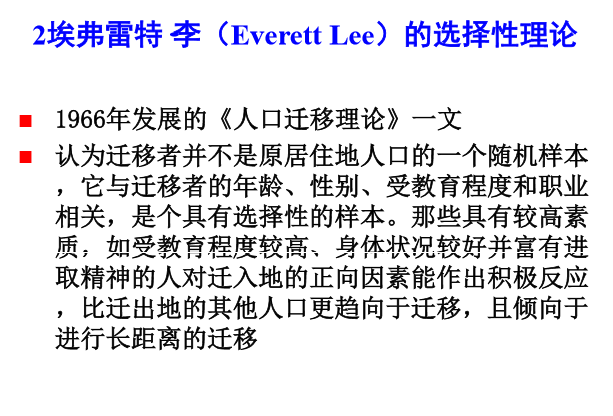 2埃弗雷特·李（Everett Lee）的选择性理论
1966年发展的《人口迁移理论》一文
认为迁移者并不是原居住地人口的一个随机样本
，它与迁移者的年龄、性别、受教育程度和职业
相关，是个具有选择性的样本。那些具有较高素
质，如受教育程度较高、身体状况较好并富有进
取精神的人对迁入地的正向因素能作出积极反应
，比迁出地的其他人口更趋向于迁移，且倾向于
进行长距离的迁移